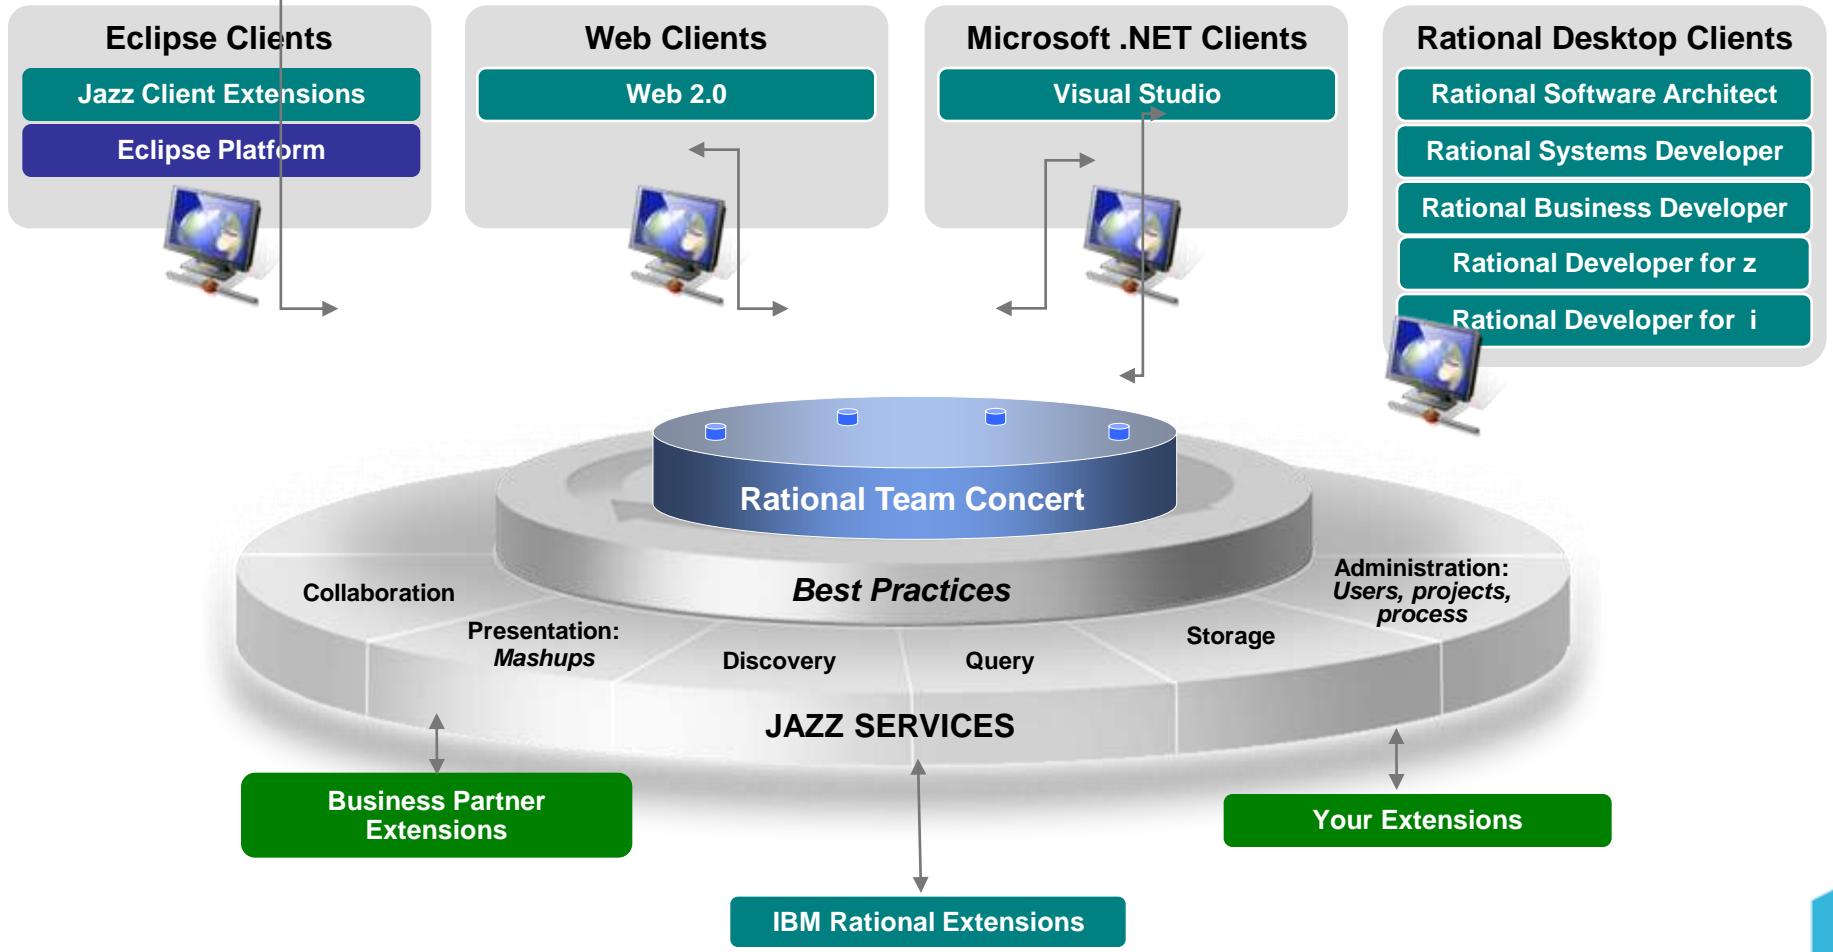 Eclipse Clients
Jazz Client Extensions
Eclipse Platform
Web Clients
Web 2.0
Microsoft .NET Clients
Visual Studio
Rational Desktop Clients
Rational Software Architect
Rational Systems Developer
Rational Business Developer
Rational Developer for z
Rational Developer for i
Rational Team Concert
Best Practices
Collaboration
Presentation:
Mashups
Discovery
Query
Storage
Administration:
Users, projects,
process
JAZZ SERVICES
Business Partner
Extensions
IBM Rational Extensions
Your Extensions